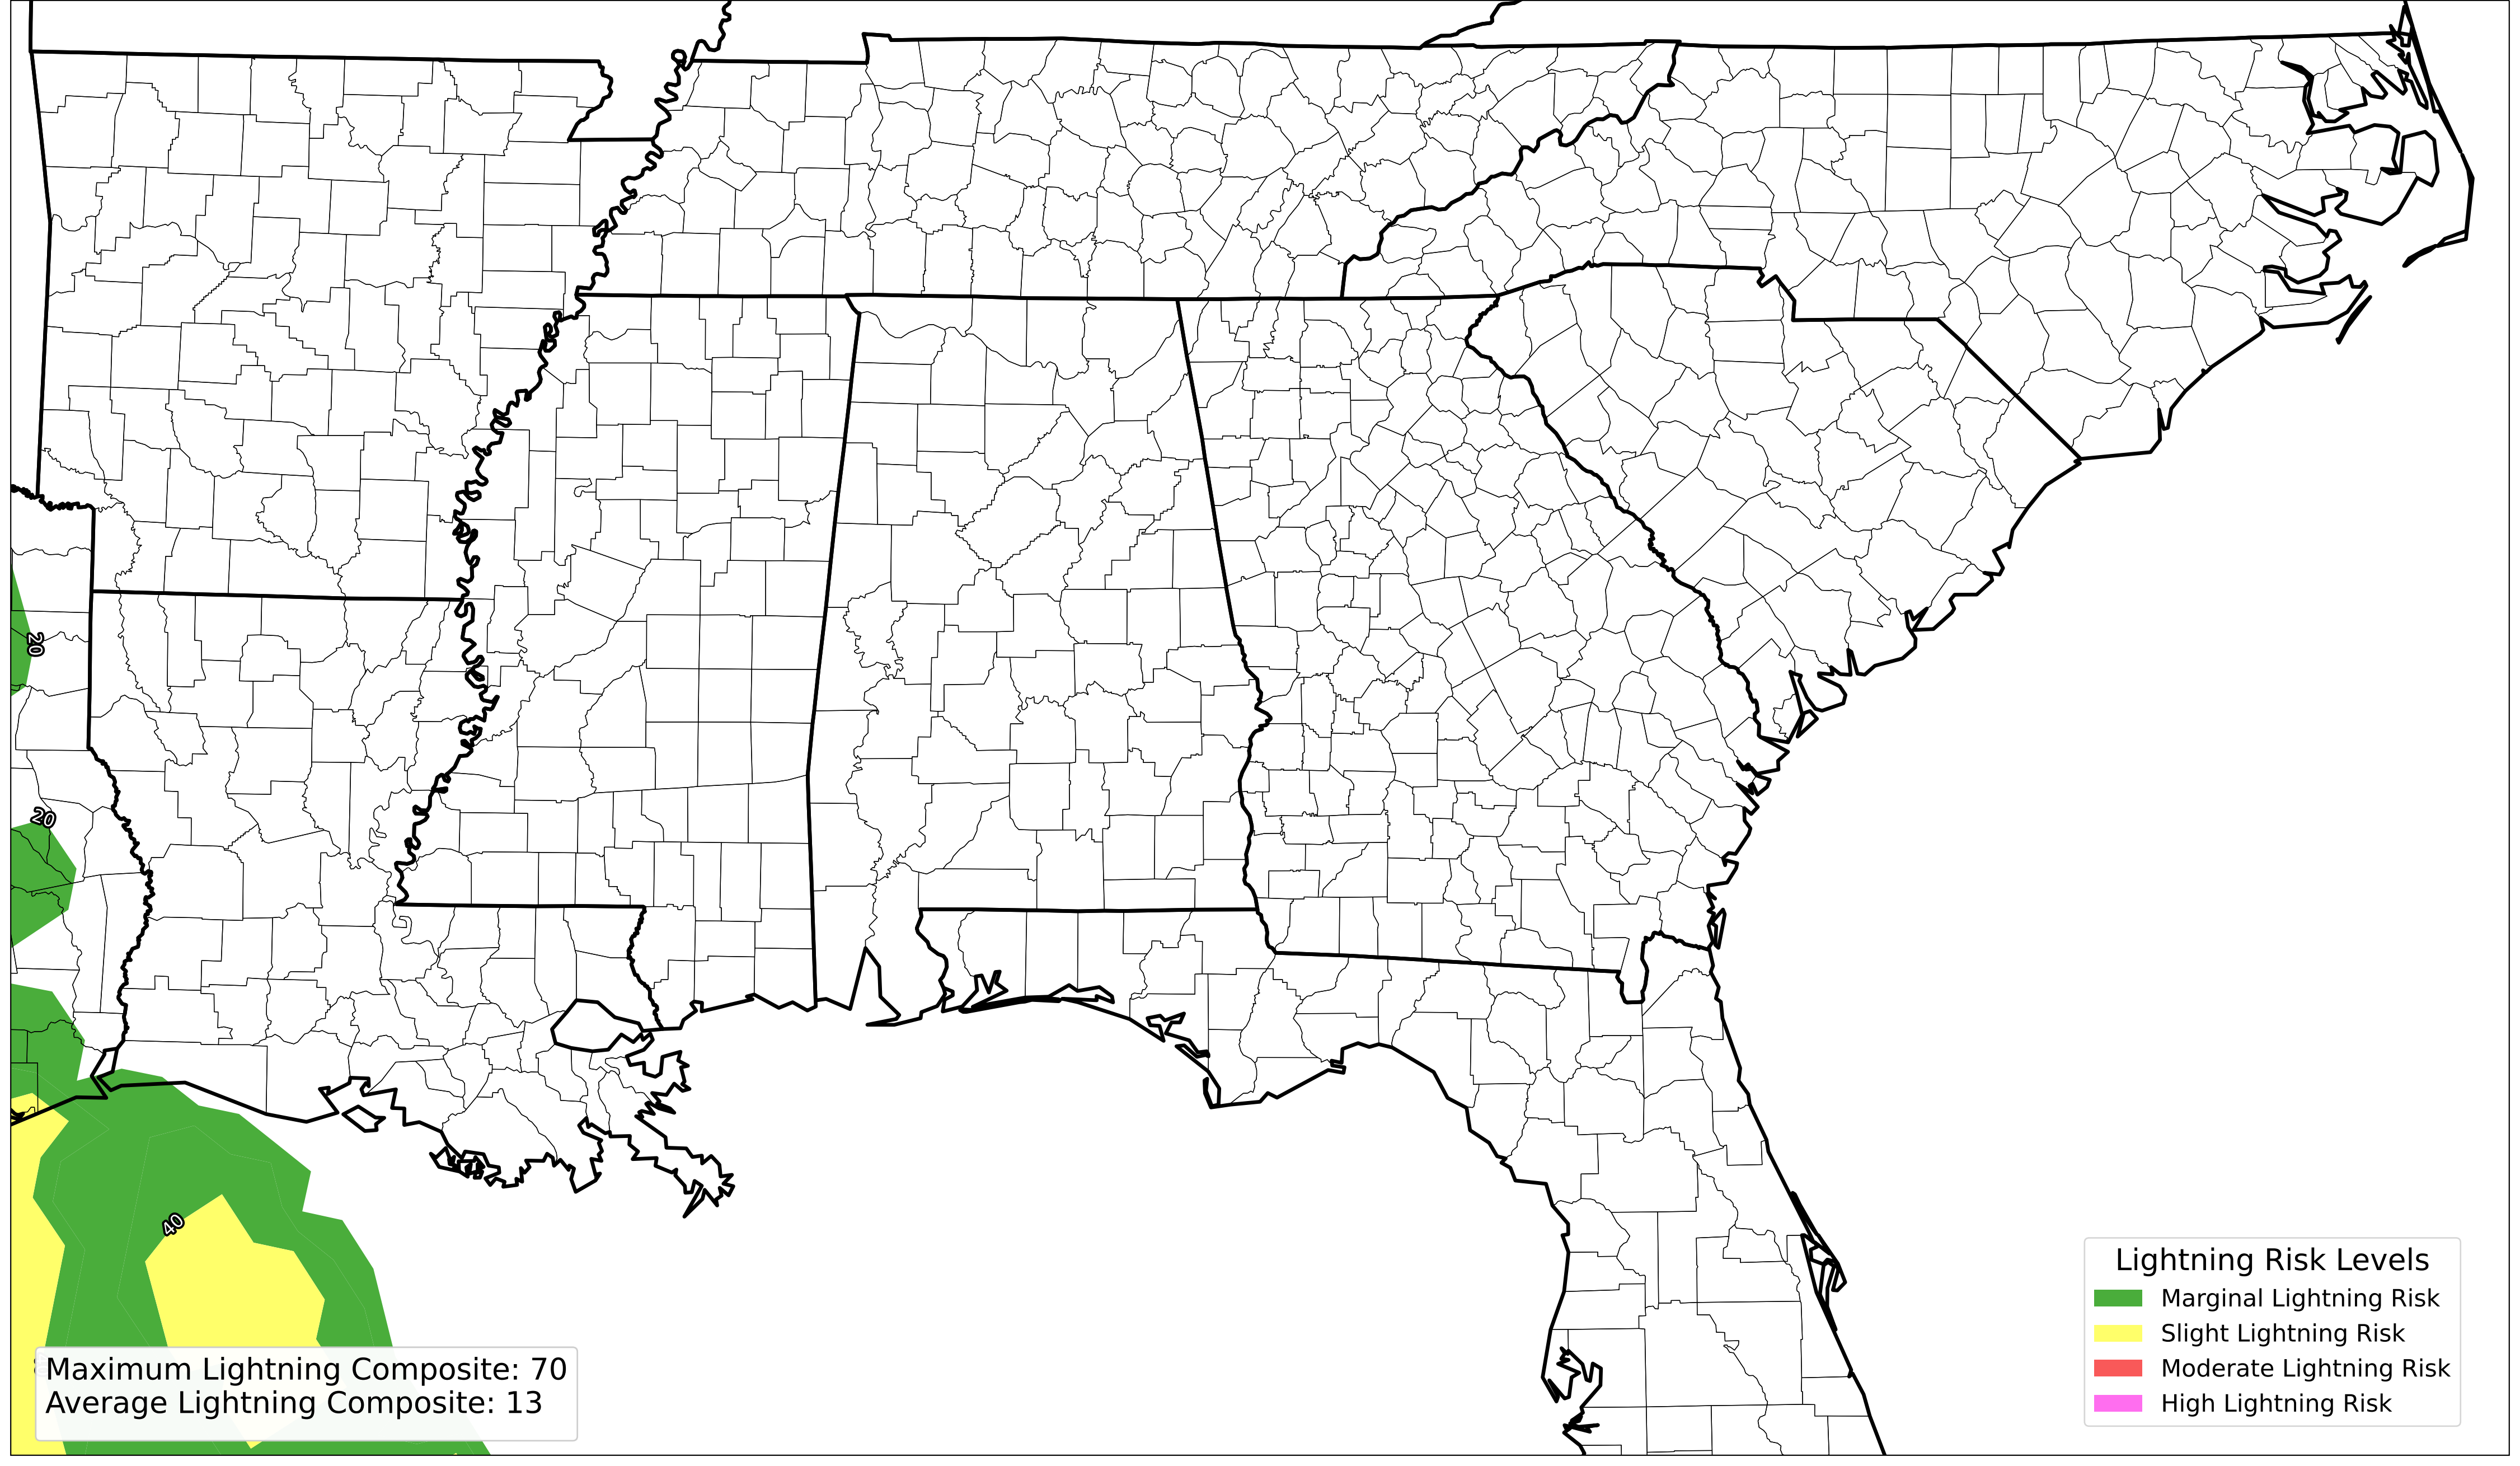 20
20
40
Maximum Lightning Composite: 70
Average Lightning Composite: 13
Lightning Risk Levels
Marginal Lightning Risk
Slight Lightning Risk
Moderate Lightning Risk
High Lightning Risk